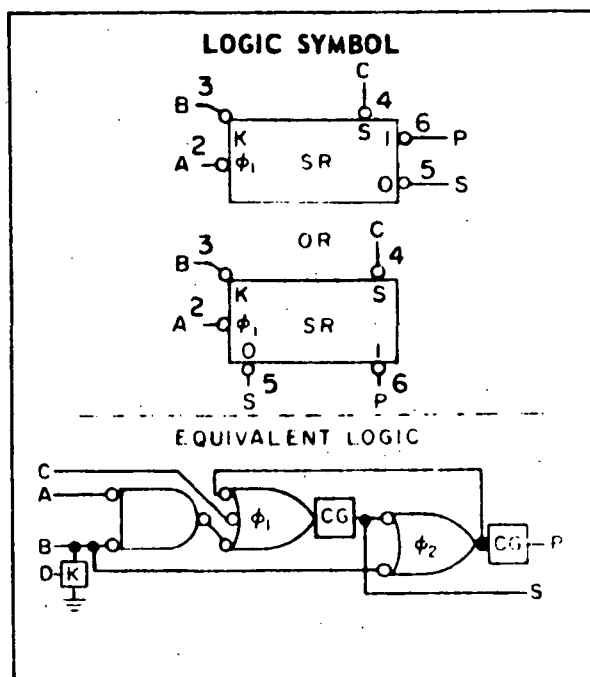 LOGIC SYMBOL
C
B 3 4
K S 1 6 P
A 2 φ₁ SR
0 5 S
OR
C
B 3 4
K S
A 2 φ₁ SR
0 1
5 6
S P
EQUIVALENT LOGIC
C
A φ₁ CG
B φ₂ CG P
D K
S